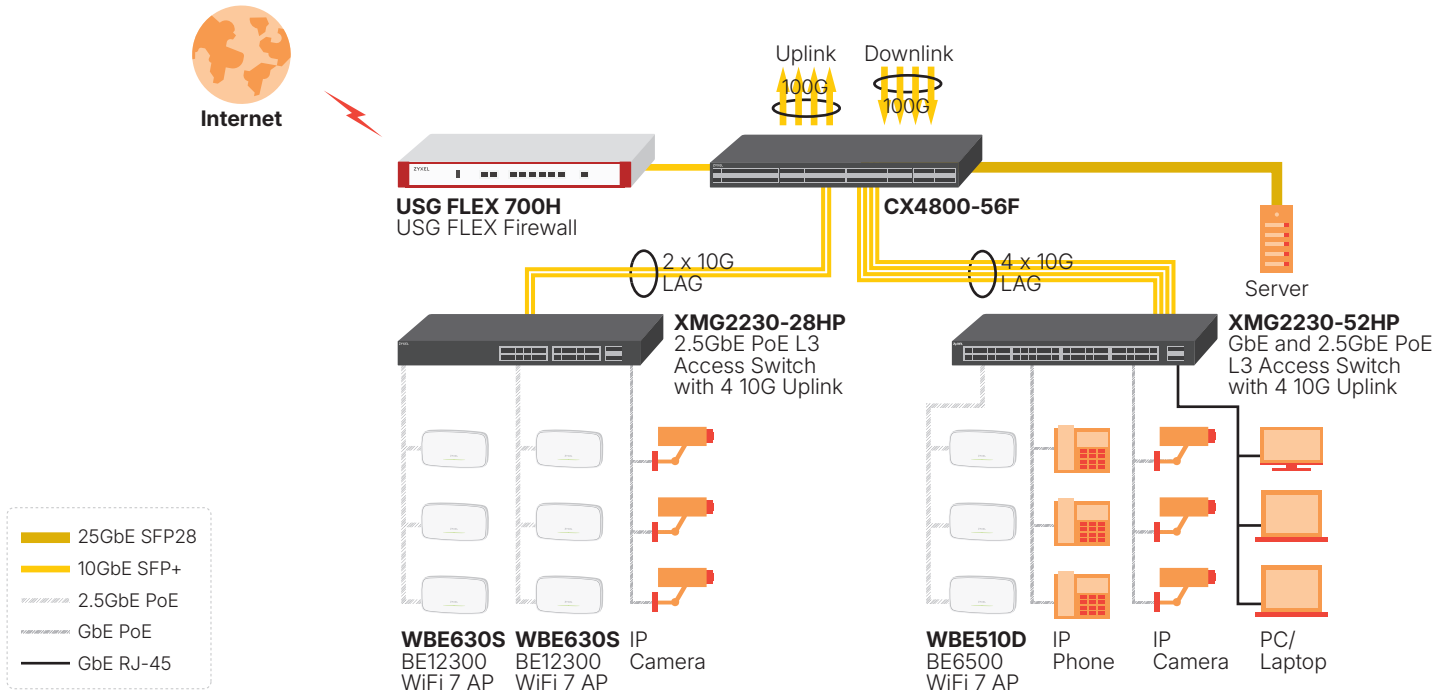 Internet
Uplink
Downlink
100G
100G
ZYXEL
ZYXEL
USG FLEX 700H
USG FLEX Firewall
CX4800-56F
2 x 10G
LAG
4 x 10G
LAG
Server
ZYXEL
XMG2230-28HP
2.5GbE PoE L3
Access Switch
with 4 10G Uplink
ZYXEL
XMG2230-52HP
GbE and 2.5GbE PoE
L3 Access Switch
with 4 10G Uplink
25GbE SFP28
10GbE SFP+
2.5GbE PoE
GbE PoE
GbE RJ-45
WBE630S
BE12300
WiFi 7 AP
WBE630S
BE12300
WiFi 7 AP
IP
Camera
WBE510D
BE6500
WiFi 7 AP
IP
Phone
IP
Camera
PC/
Laptop